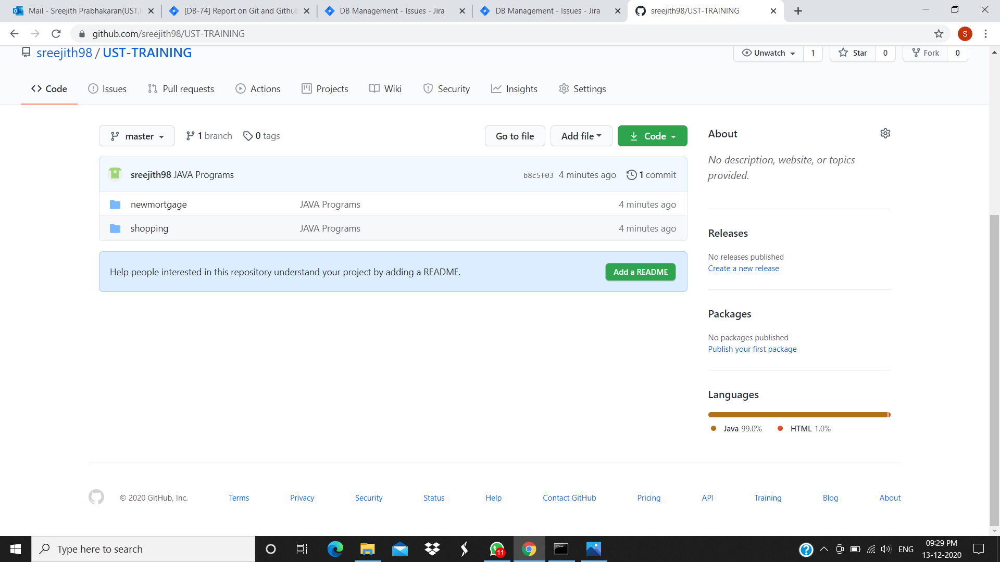 Mail - Sreejith Prabhakaran(UST,
[DB-74] Report on Git and Github
DB Management - Issues - Jira
DB Management - Issues - Jira
sreejith98/UST-TRAINING
github.com/sreejith98/UST-TRAINING
S
sreejith98 / UST-TRAINING
Unwatch 1
Star 0
Fork 0
Code
Issues
Pull requests
Actions
Projects
Wiki
Security
Insights
Settings
master
1 branch
0 tags
Go to file
Add file
Code
sreejith98 JAVA Programs
b8c5f03 4 minutes ago
1 commit
newmortgage JAVA Programs 4 minutes ago
shopping JAVA Programs 4 minutes ago
Help people interested in this repository understand your project by adding a README.
Add a README
About
No description, website, or topics
provided.
Releases
No releases published
Create a new release
Packages
No packages published
Publish your first package
Languages
Java 99.0% HTML 1.0%
© 2020 GitHub, Inc.
Terms
Privacy
Security
Status
Help
Contact GitHub
Pricing
API
Training
Blog
About
Type here to search
11
ENG
09:29 PM
13-12-2020